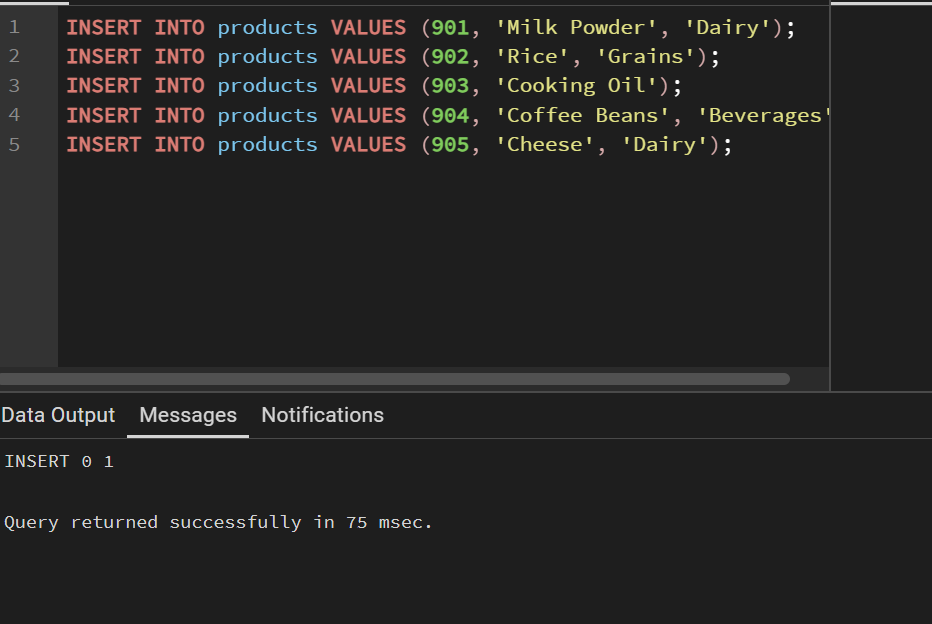 1 INSERT INTO products VALUES (901, 'Milk Powder', 'Dairy');
2 INSERT INTO products VALUES (902, 'Rice', 'Grains');
3 INSERT INTO products VALUES (903, 'Cooking Oil');
4 INSERT INTO products VALUES (904, 'Coffee Beans', 'Beverages'
5 INSERT INTO products VALUES (905, 'Cheese', 'Dairy');
Data Output Messages Notifications
INSERT 0 1
Query returned successfully in 75 msec.